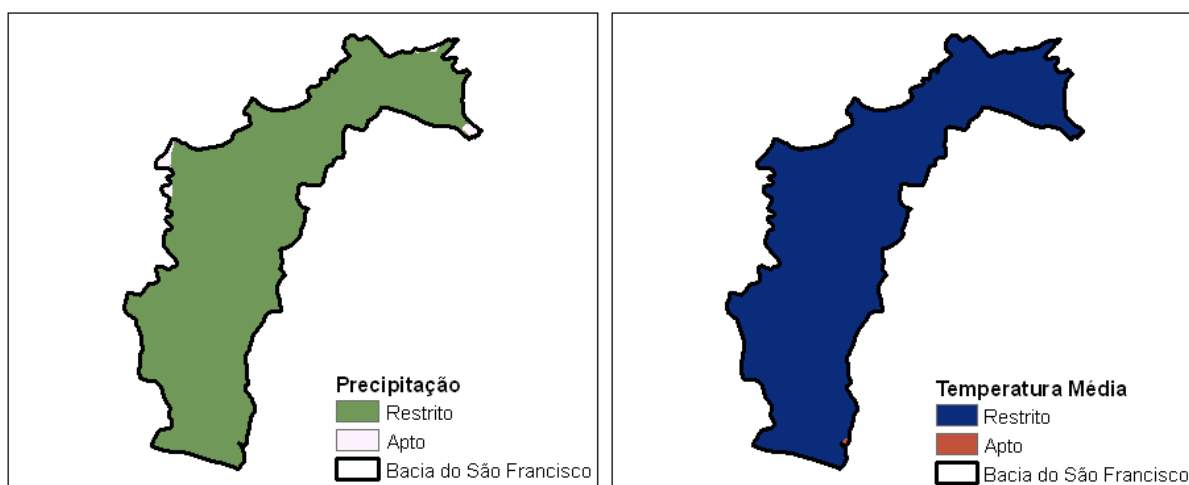 Precipitação
Restrito
Apto
Bacia do São Francisco
Temperatura Média
Restrito
Apto
Bacia do São Francisco